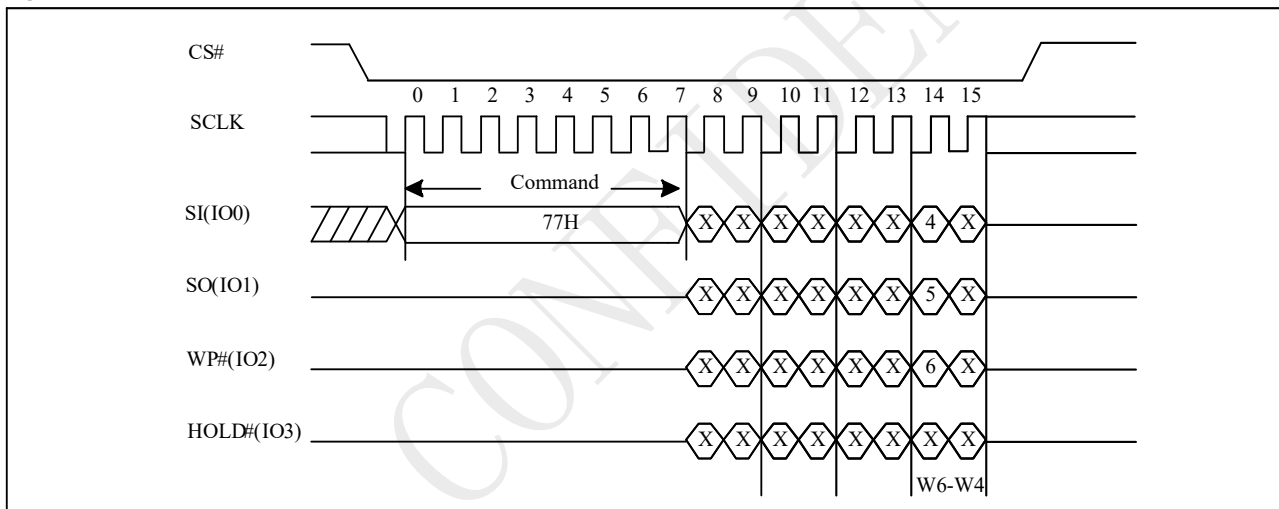 CS#
0 1 2 3 4 5 6 7 8 9 10 11 12 13 14 15
SCLK
Command
SI(IO0) 77H X X X X X X 4 X
SO(IO1) X X X X X X 5 X
WP#(IO2) X X X X X X 6 X
HOLD#(IO3) X X X X X X X X
W6-W4